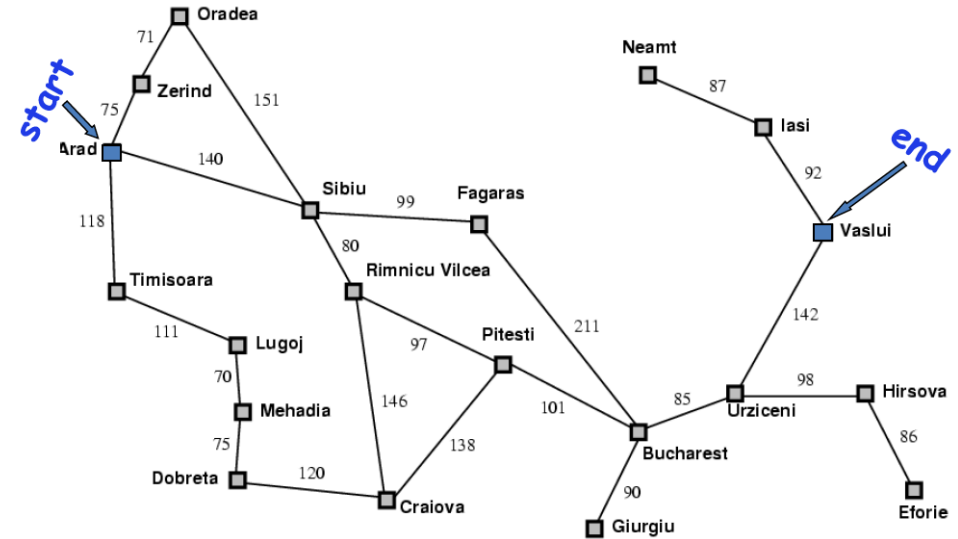 Oradea
71
Neamt
Zerind
87
start
75
151
Iasi
end
Arad
140
92
Sibiu
Fagaras
99
118
Vaslui
80
Timisoara
Rimnicu Vilcea
142
111
97
Pitesti
211
Lugoj
70
98
Hirsova
146
101
85
Urziceni
Mehadia
75
138
86
Bucharest
Dobreta
120
90
Craiova
Eforie
Giurgiu